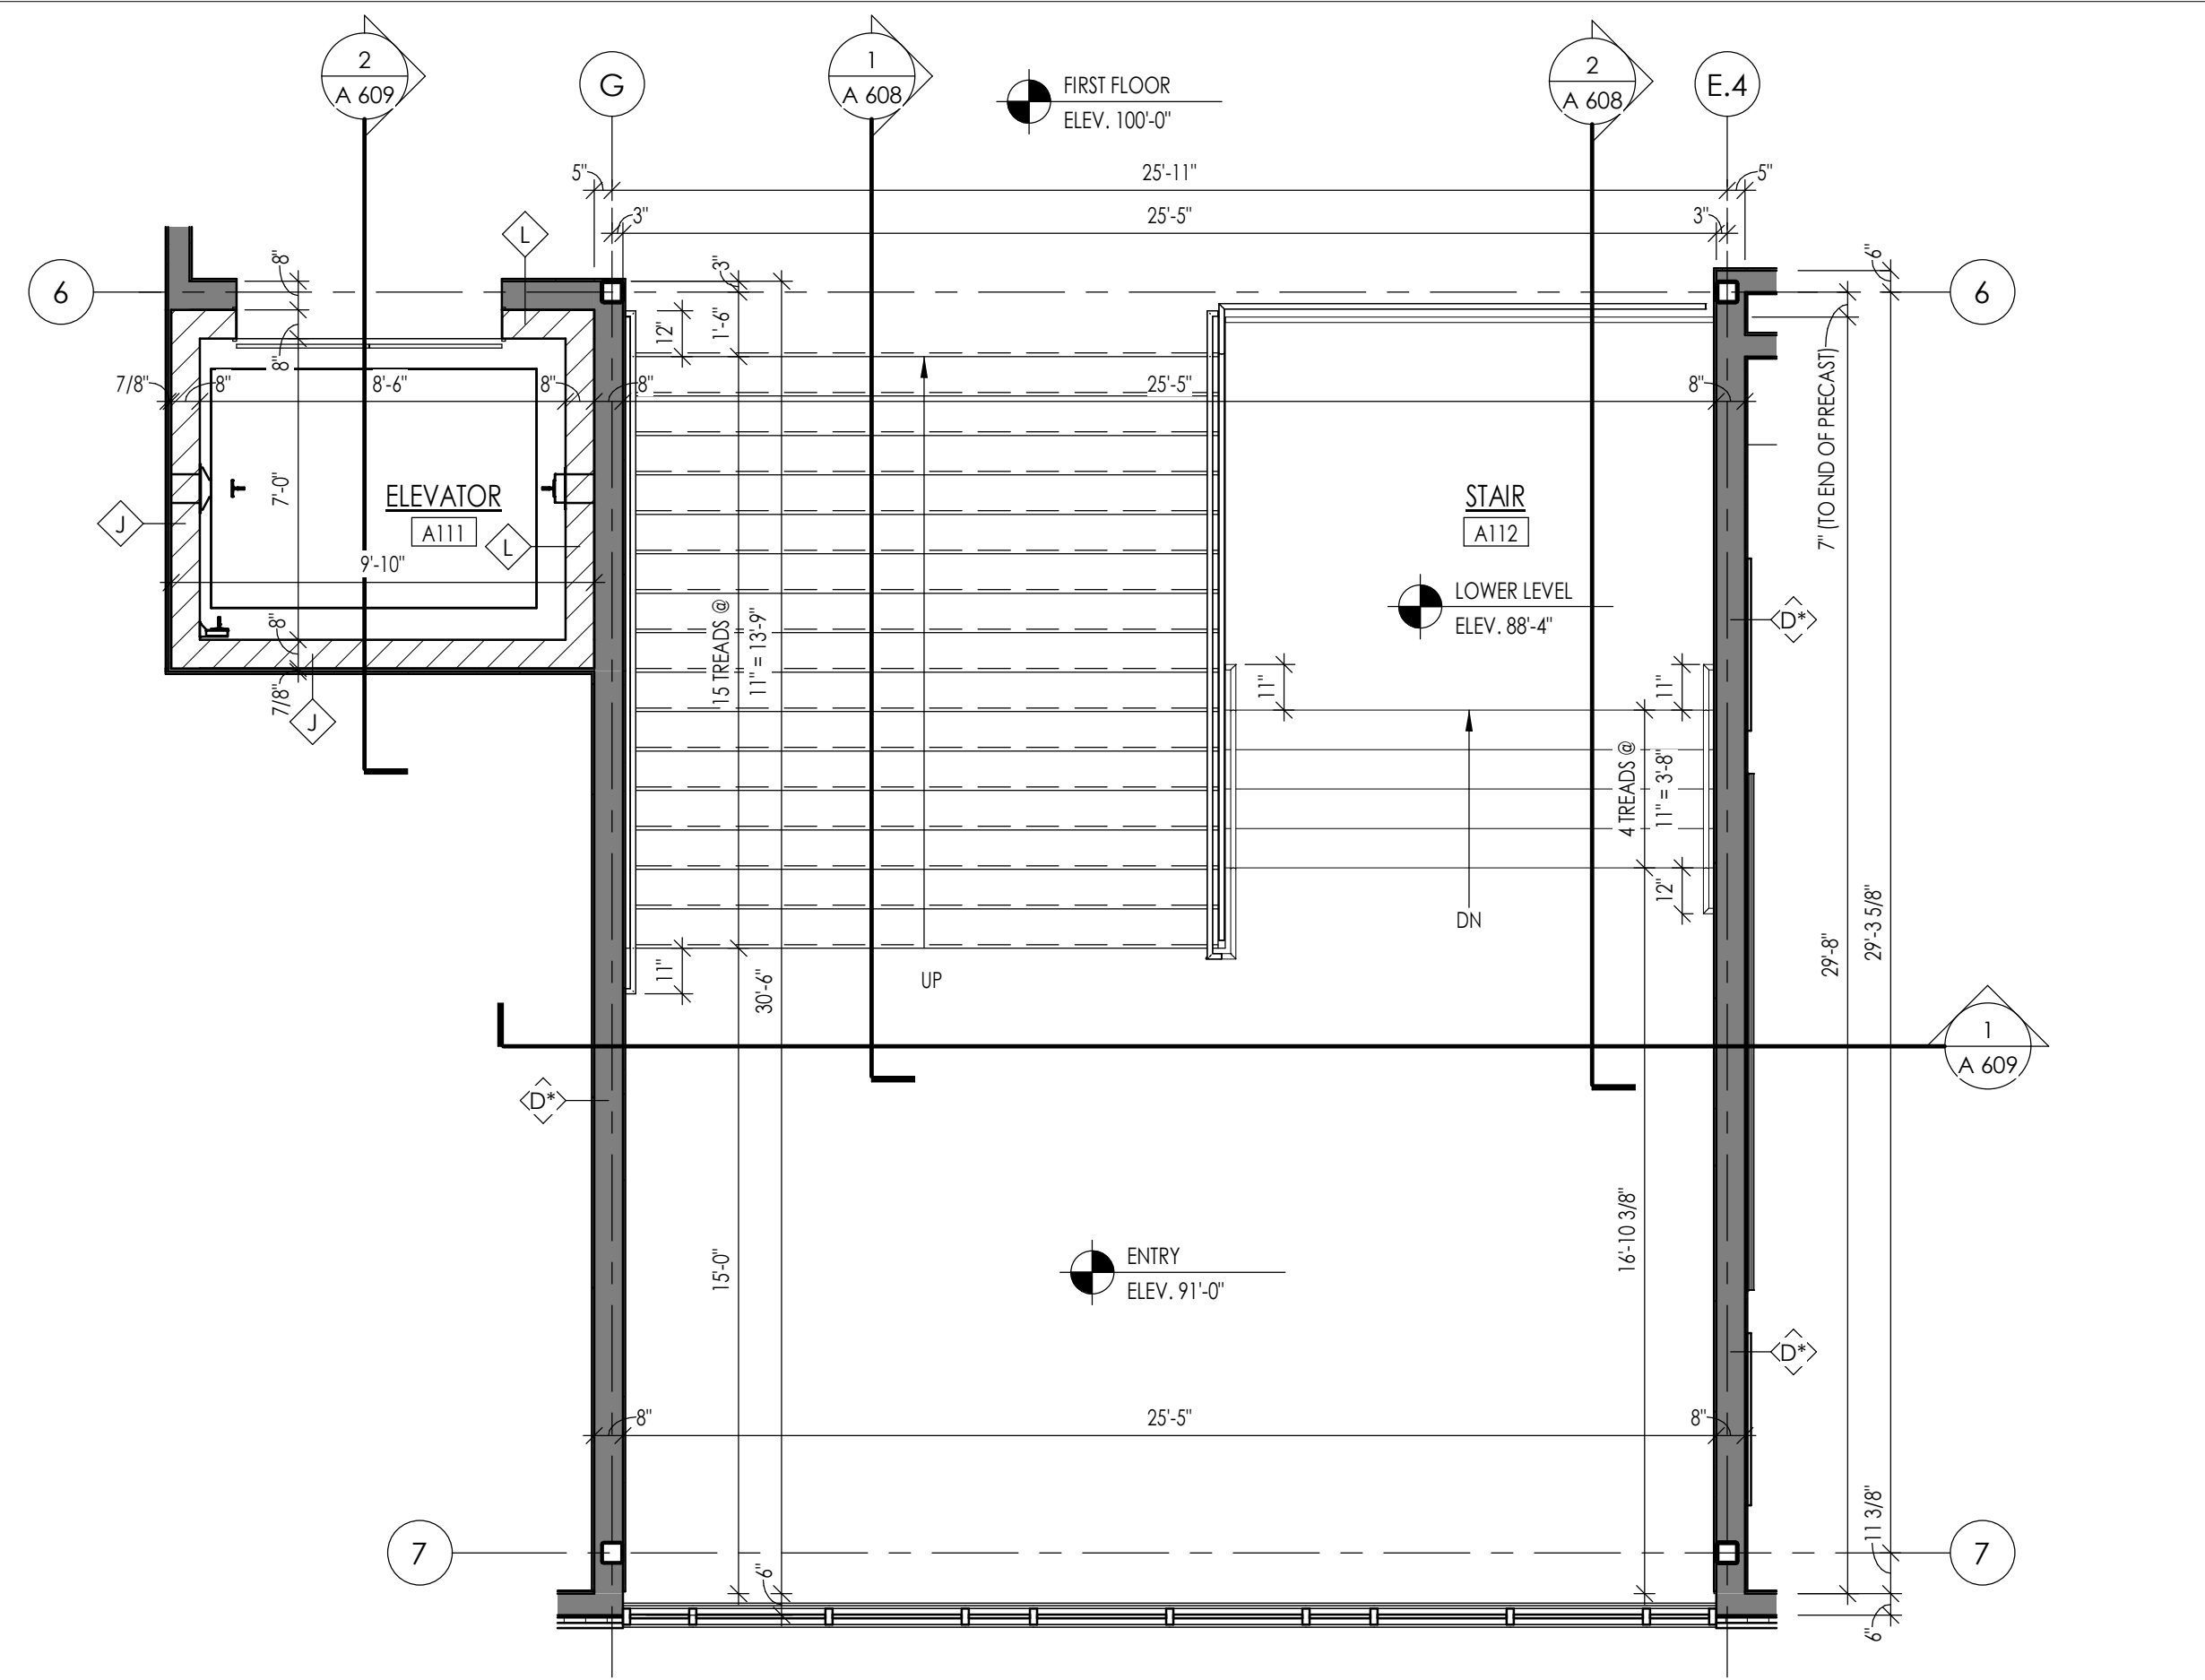 2
A 609
G
1
A 608
FIRST FLOOR
ELEV. 100'-0"
2
A 608
E.4
5"
25'-11"
5"
3"
25'-5"
3"
L
6
8"
3"
6"
6
12"
1'-6"
8"
7/8"
8"
8'-6"
8"
8"
25'-5"
8"
7" (TO END OF PRECAST)
7'-0"
ELEVATOR
A111
J
L
STAIR
A112
9'-10"
LOWER LEVEL
ELEV. 88'-4"
D*
8"
15 TREADS @
11" = 13'-9"
11"
11"
7/8"
J
4 TREADS @
11" = 3'-8"
12"
DN
29'-8"
29'-3 5/8"
11"
30'-6"
UP
1
A 609
D*
15'-0"
ENTRY
ELEV. 91'-0"
16'-10 3/8"
D*
8"
25'-5"
8"
11 3/8"
7
7
6"
6"